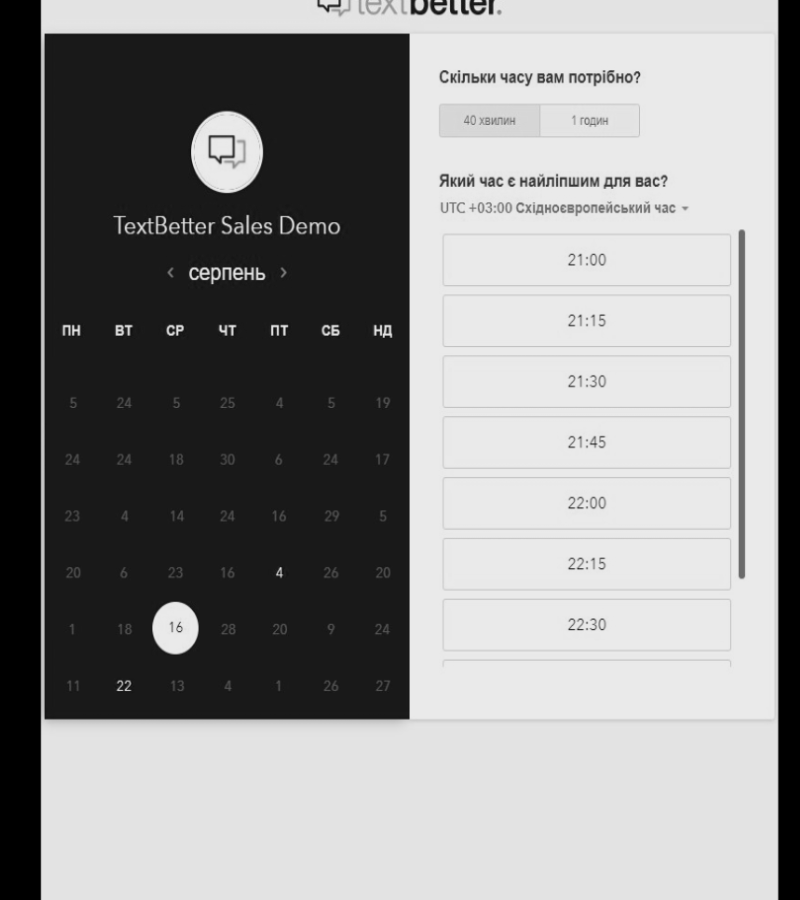 textbetter.
TextBetter Sales Demo
серпень
ПН ВТ СР ЧТ ПТ СБ НД
5 24 5 25 4 5 19
24 24 18 30 6 24 17
23 4 14 24 16 29 5
20 6 23 16 4 26 20
1 18 16 28 20 9 24
11 22 13 4 1 26 27
Скільки часу вам потрібно?
40 хвилин 1 годин
Який час є найліпшим для вас?
UTC +03:00 Східноєвропейський час
21:00
21:15
21:30
21:45
22:00
22:15
22:30